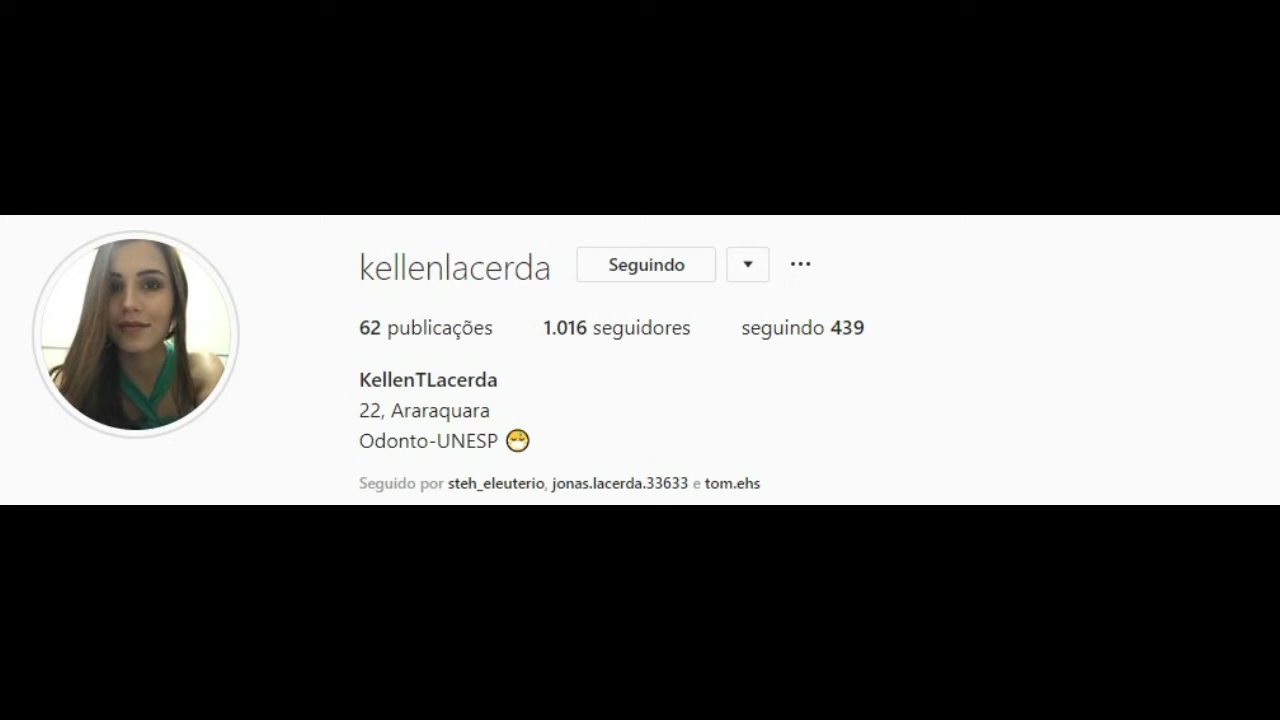 kellenlacerda Seguindo
62 publicações 1.016 seguidores seguindo 439
KellenTLacerda
22, Araraquara
Odonto-UNESP 😷
Seguido por steh_eleuterio, jonas.lacerda.33633 e tom.ehs